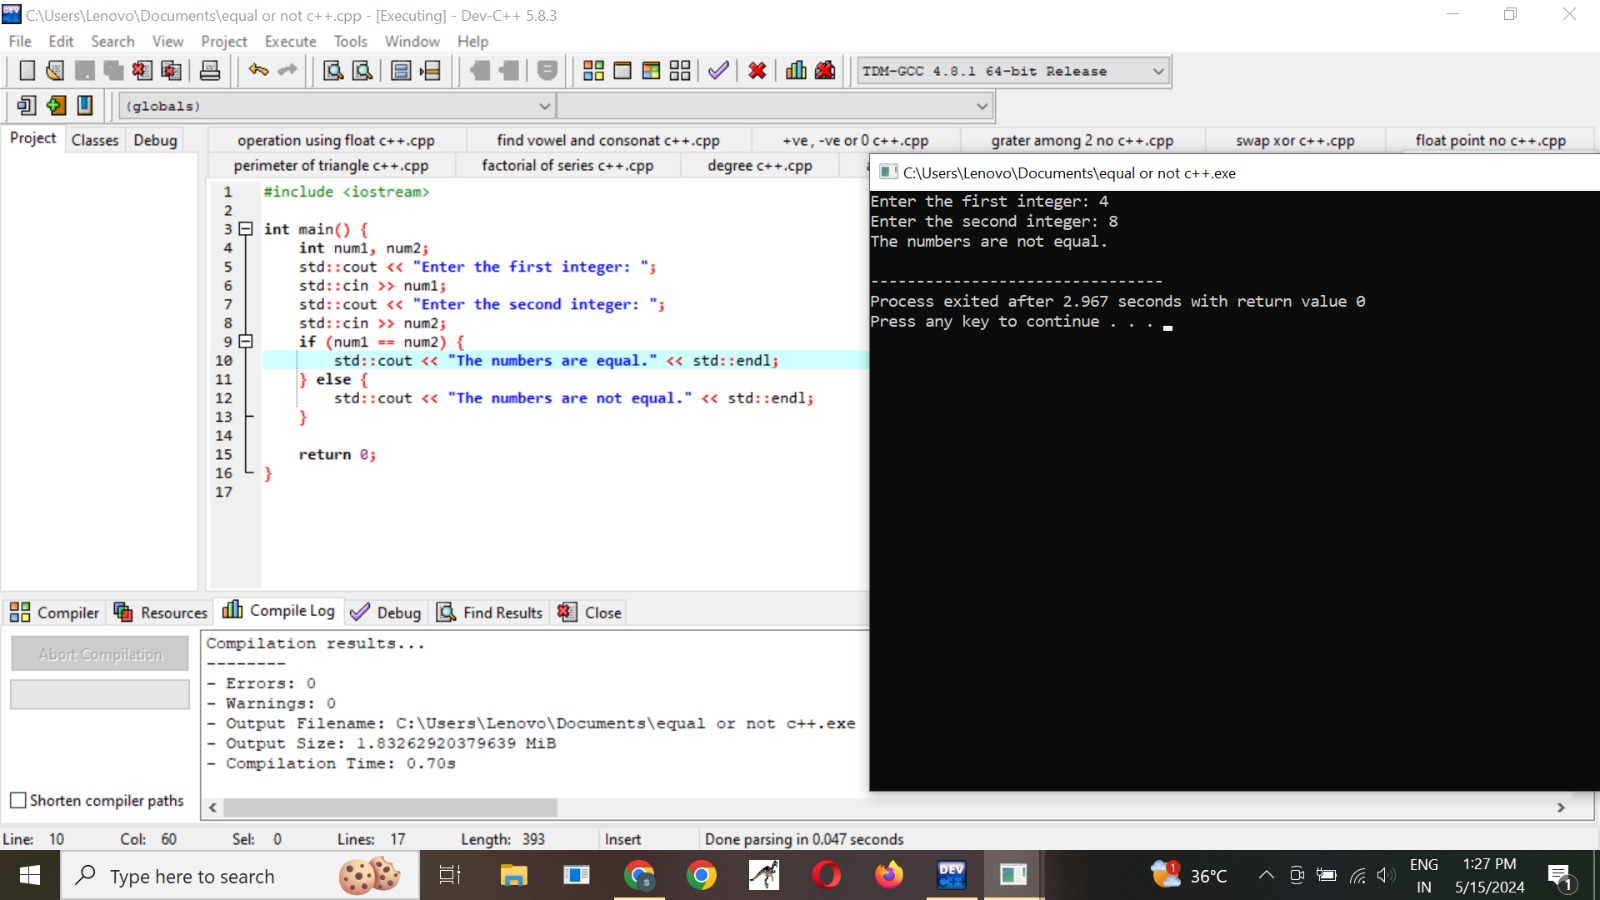 C:\Users\Lenovo\Documents\equal or not c++.cpp - [Executing] - Dev-C++ 5.8.3
File Edit Search View Project Execute Tools Window Help
TDM-GCC 4.8.1 64-bit Release
(globals)
Project Classes Debug
operation using float c++.cpp find vowel and consonat c++.cpp +ve , -ve or 0 c++.cpp grater among 2 no c++.cpp swap xor c++.cpp float point no c++.cpp
perimeter of triangle c++.cpp factorial of series c++.cpp degree c++.cpp
1 #include <iostream>
2
3 int main() {
4 int num1, num2;
5 std::cout << "Enter the first integer: ";
6 std::cin >> num1;
7 std::cout << "Enter the second integer: ";
8 std::cin >> num2;
9 if (num1 == num2) {
10 std::cout << "The numbers are equal." << std::endl;
11 } else {
12 std::cout << "The numbers are not equal." << std::endl;
13 }
14
15 return 0;
16 }
17
C:\Users\Lenovo\Documents\equal or not c++.exe
Enter the first integer: 4
Enter the second integer: 8
The numbers are not equal.
--------------------------------
Process exited after 2.967 seconds with return value 0
Press any key to continue . . .
Compiler Resources Compile Log Debug Find Results Close
Abort Compilation
Shorten compiler paths
Compilation results...
--------
- Errors: 0
- Warnings: 0
- Output Filename: C:\Users\Lenovo\Documents\equal or not c++.exe
- Output Size: 1.83262920379639 MiB
- Compilation Time: 0.70s
Line: 10 Col: 60 Sel: 0 Lines: 17 Length: 393 Insert Done parsing in 0.047 seconds
Type here to search
DEV
1
36°C
ENG
IN
1:27 PM
5/15/2024
1